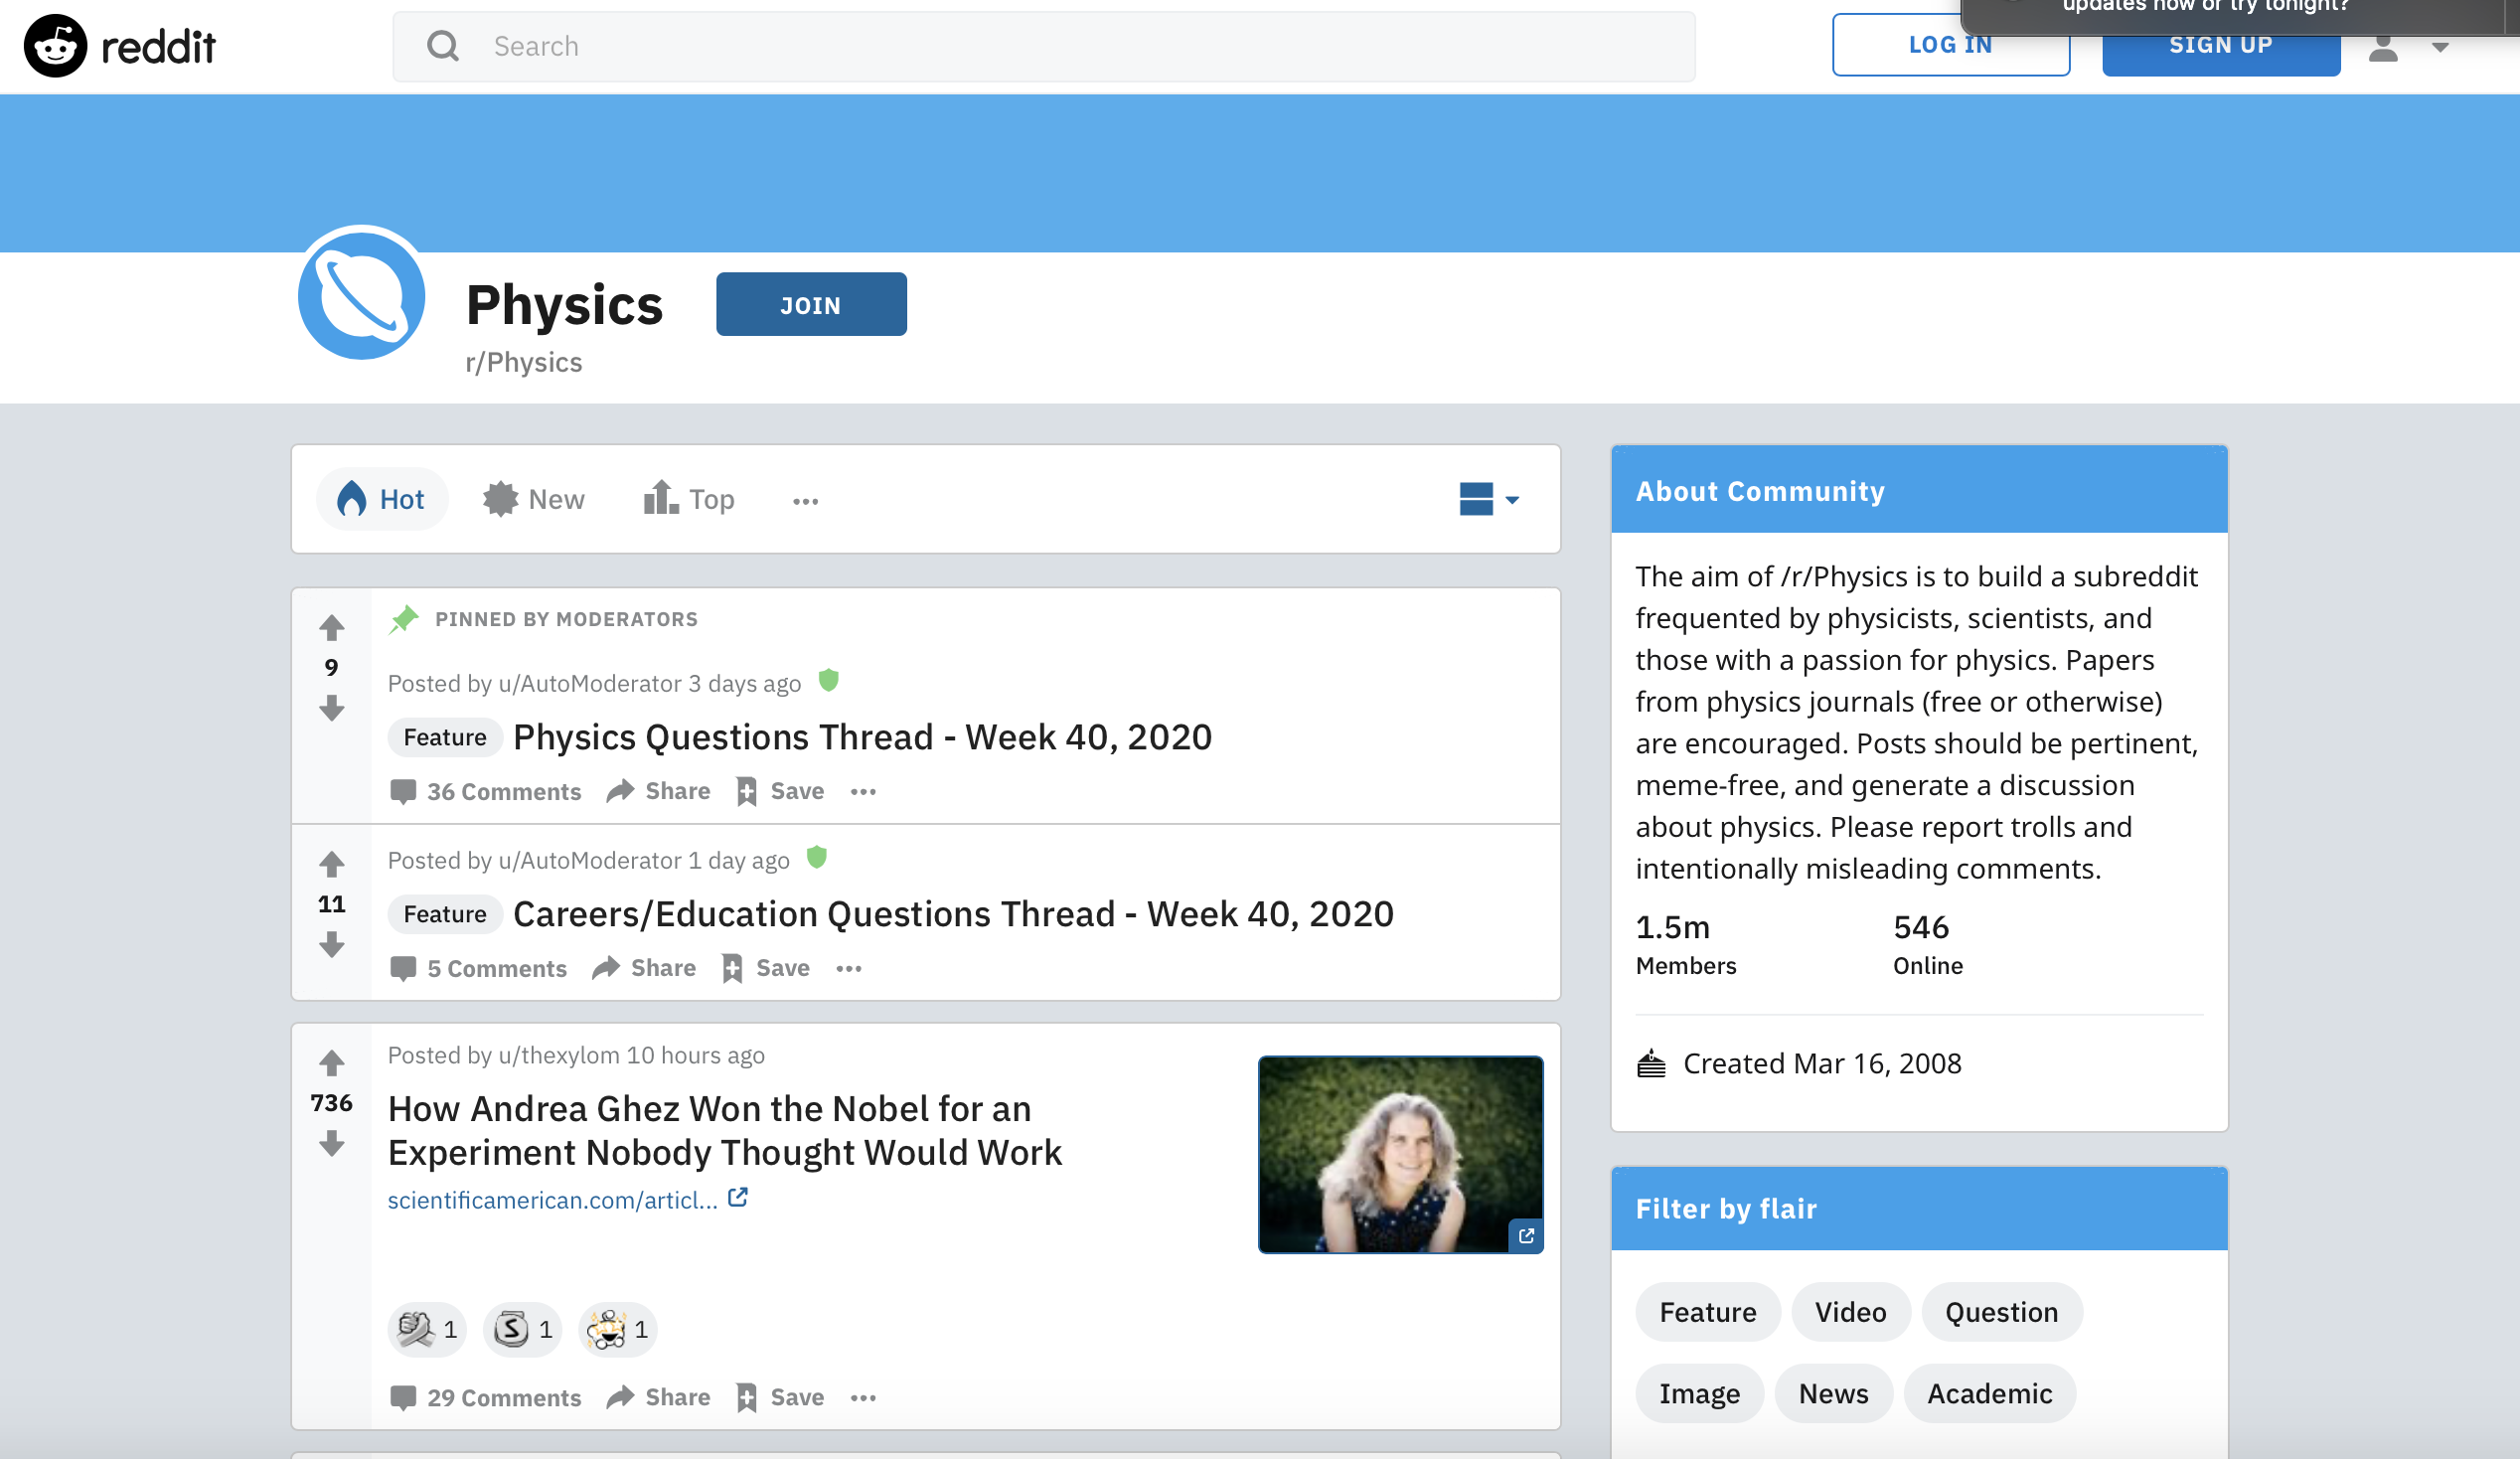 updates now or try tonight?
reddit
Search
LOG IN
SIGN UP
Physics
JOIN
r/Physics
Hot
New
Top
PINNED BY MODERATORS
9
Posted by u/AutoModerator 3 days ago
Feature Physics Questions Thread - Week 40, 2020
36 Comments Share Save
Posted by u/AutoModerator 1 day ago
11
Feature Careers/Education Questions Thread - Week 40, 2020
5 Comments Share Save
Posted by u/thexylom 10 hours ago
736
How Andrea Ghez Won the Nobel for an
Experiment Nobody Thought Would Work
scientificamerican.com/articl...
1 S 1 1
29 Comments Share Save
About Community
The aim of /r/Physics is to build a subreddit
frequented by physicists, scientists, and
those with a passion for physics. Papers
from physics journals (free or otherwise)
are encouraged. Posts should be pertinent,
meme-free, and generate a discussion
about physics. Please report trolls and
intentionally misleading comments.
1.5m 546
Members Online
Created Mar 16, 2008
Filter by flair
Feature Video Question
Image News Academic